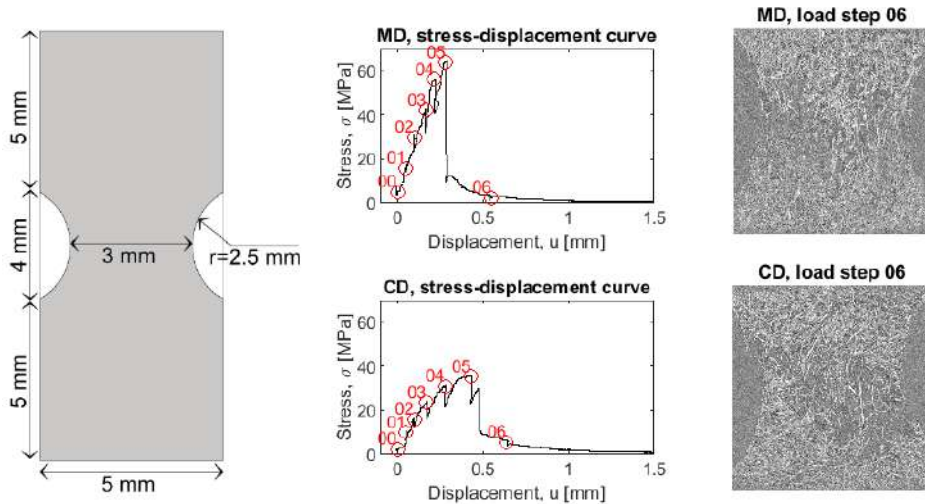 5 mm
4 mm
5 mm
3 mm
r=2.5 mm
5 mm
MD, stress-displacement curve
Stress, σ [MPa]
60
40
20
0
00
01
02
03
04
05
06
0
0.5
1
1.5
Displacement, u [mm]
CD, stress-displacement curve
Stress, σ [MPa]
60
40
20
0
00
01
02
03
04
05
06
0
0.5
1
1.5
Displacement, u [mm]
MD, load step 06
CD, load step 06